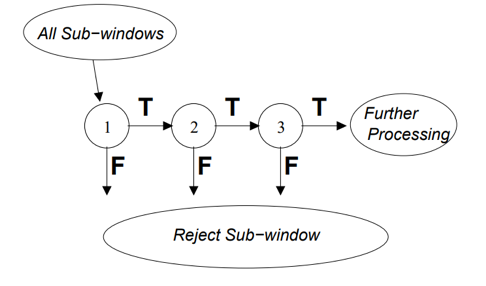 All Sub−windows
T
T
T
1
2
3
Further
Processing
F
F
F
Reject Sub−window